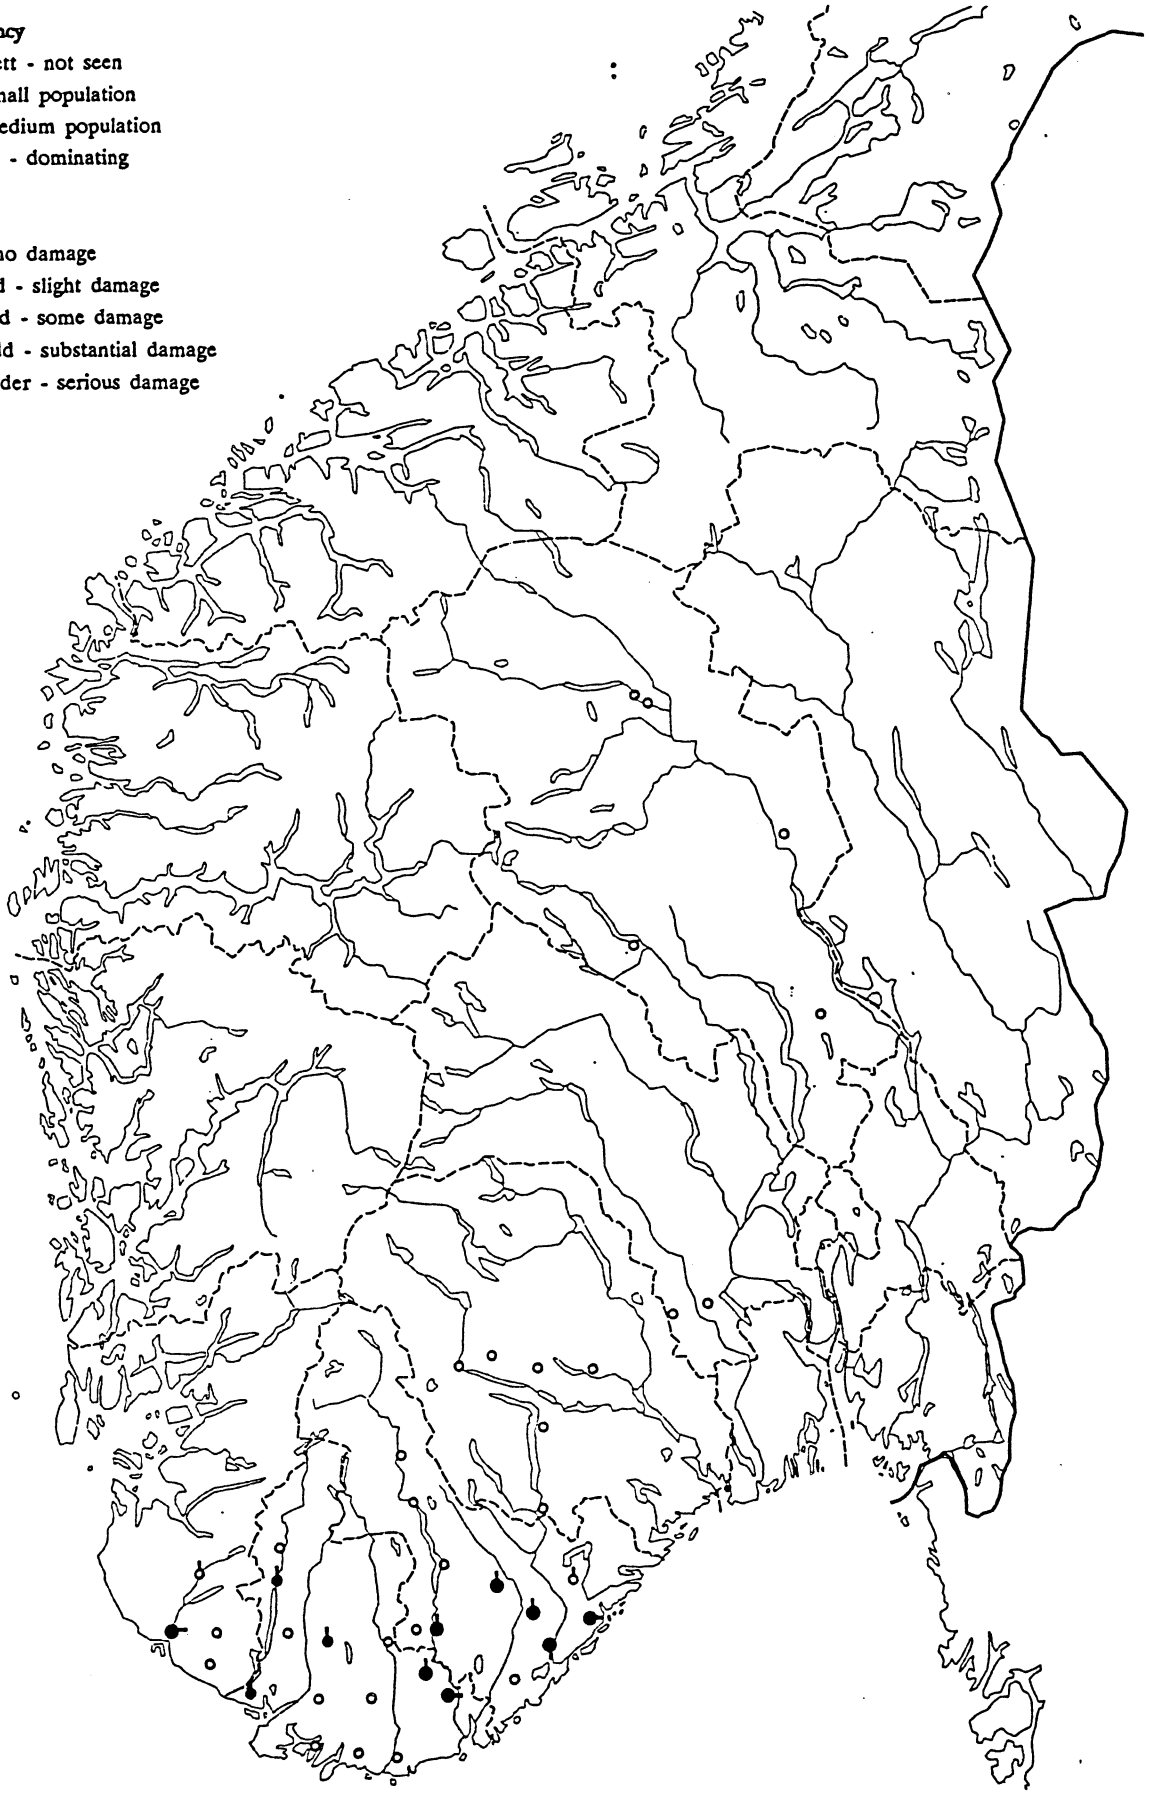 ncy
ett - not seen
mall population
edium population
- dominating
no damage
d - slight damage
d - some damage
ld - substantial damage
der - serious damage